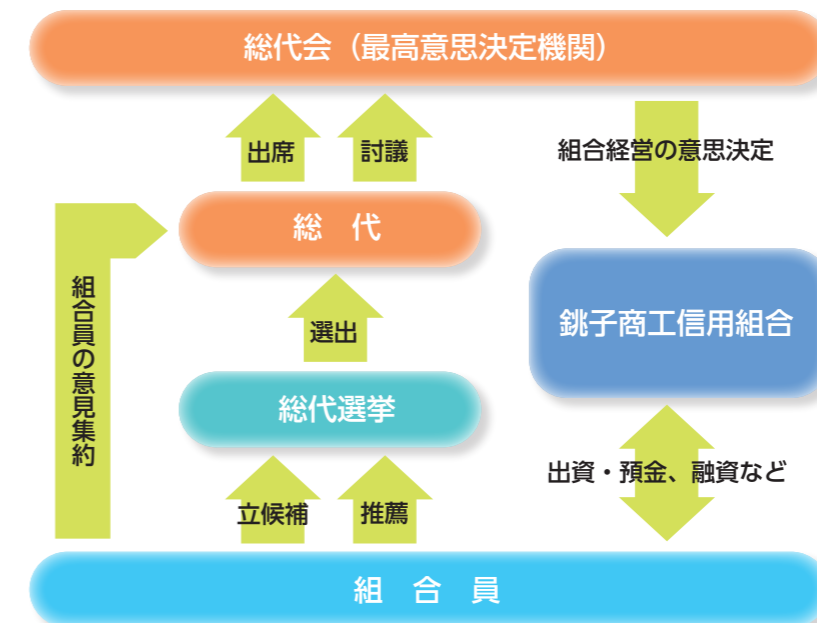 総代会（最高意思決定機関）
出席
討議
組合経営の意思決定
総　代
組合員の意見集約
選出
銚子商工信用組合
総代選挙
立候補
推薦
出資・預金、融資など
組　合　員